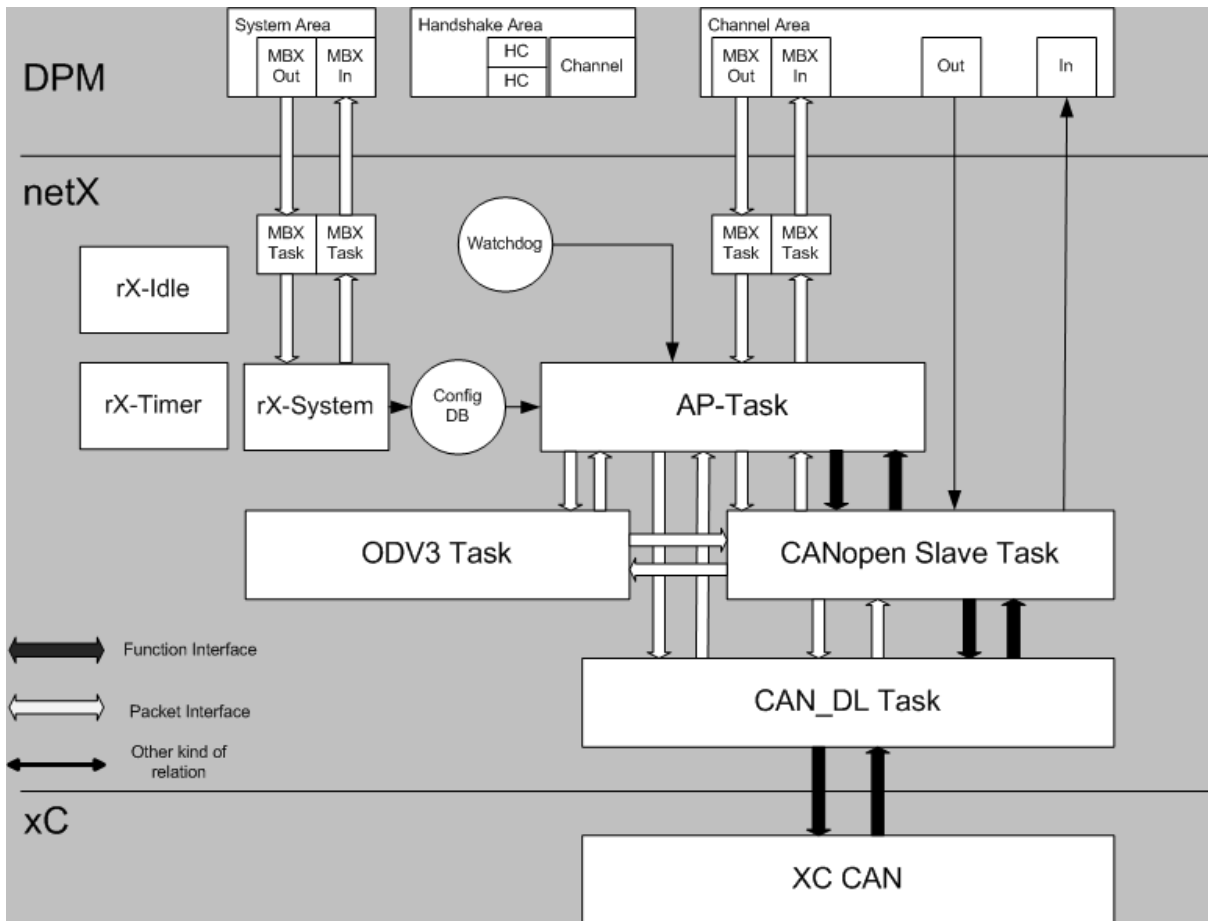 System Area
MBX
Out
MBX
In
Handshake Area
HC
HC
Channel
Channel Area
MBX
Out
MBX
In
Out
In
DPM
netX
MBX
Task
MBX
Task
Watchdog
MBX
Task
MBX
Task
rX-Idle
rX-Timer
rX-System
Config
DB
AP-Task
ODV3 Task
CANopen Slave Task
Function Interface
Packet Interface
Other kind of
relation
CAN_DL Task
xC
XC CAN